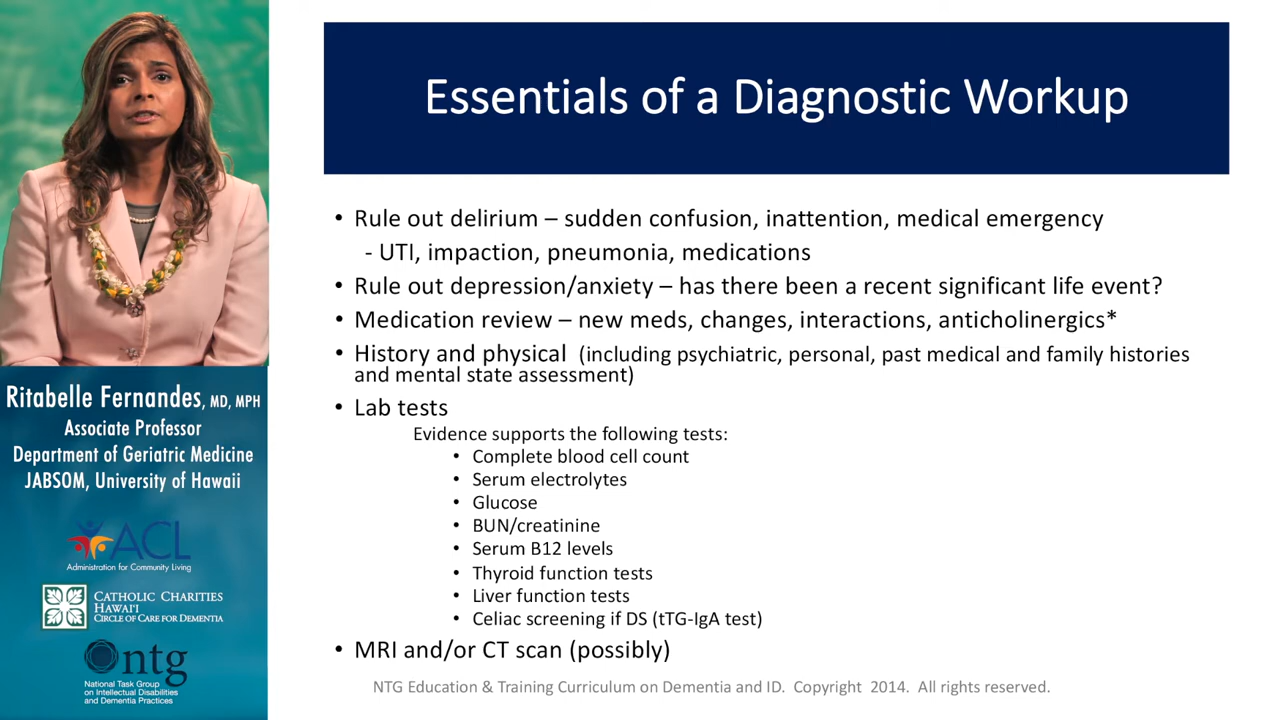 Essentials of a Diagnostic Workup
• Rule out delirium – sudden confusion, inattention, medical emergency
- UTI, impaction, pneumonia, medications
• Rule out depression/anxiety – has there been a recent significant life event?
• Medication review – new meds, changes, interactions, anticholinergics*
• History and physical (including psychiatric, personal, past medical and family histories
and mental state assessment)
• Lab tests
Evidence supports the following tests:
• Complete blood cell count
• Serum electrolytes
• Glucose
• BUN/creatinine
• Serum B12 levels
• Thyroid function tests
• Liver function tests
• Celiac screening if DS (tTG-IgA test)
• MRI and/or CT scan (possibly)
NTG Education & Training Curriculum on Dementia and ID. Copyright 2014. All rights reserved.
Ritabelle Fernandes, MD, MPH
Associate Professor
Department of Geriatric Medicine
JABSOM, University of Hawaii
ACL
Administration for Community Living
CATHOLIC CHARITIES
HAWAI‘I
CIRCLE OF CARE FOR DEMENTIA
ntg
National Task Group
on Intellectual Disabilities
and Dementia Practices